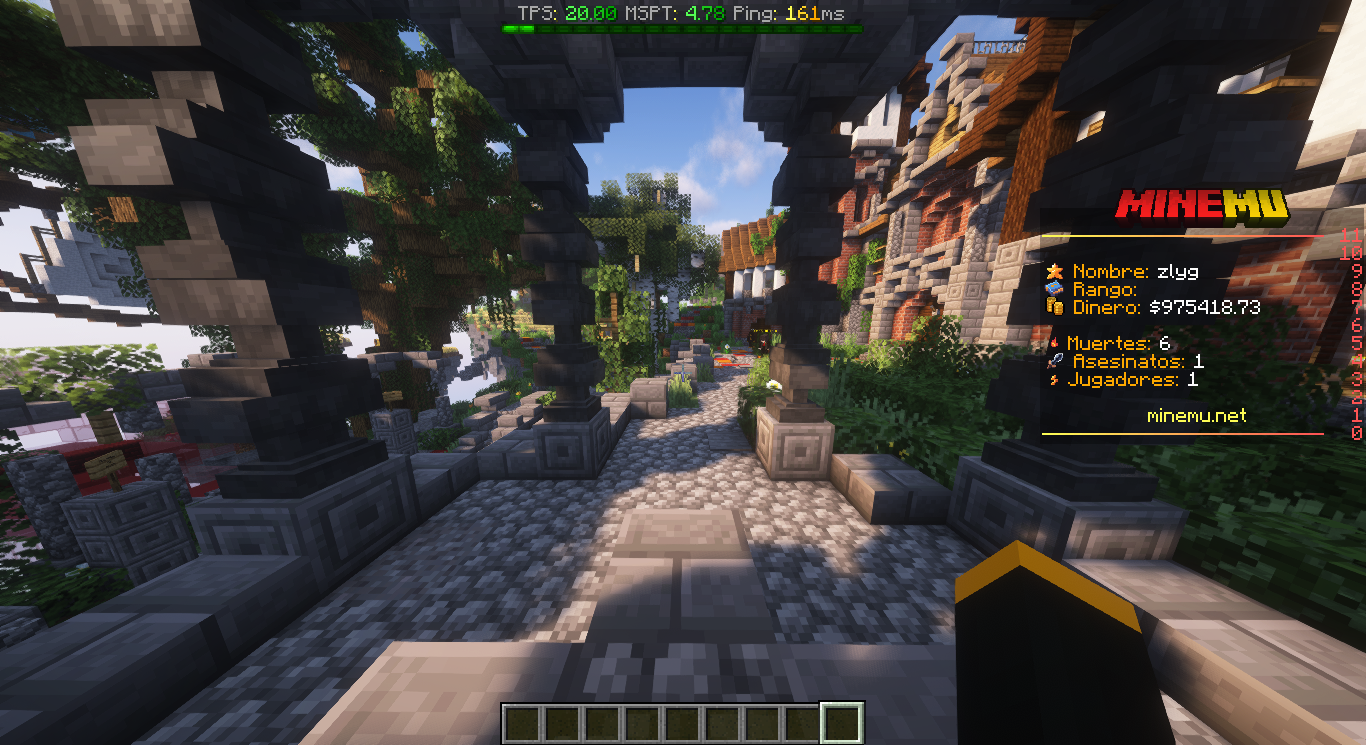 TPS: 20.00 MSPT: 4.78 Ping: 161ms
MINEMU
Nombre: zlyg
Rango:
Dinero: $975418.73
Muertes: 6
Asesinatos: 1
Jugadores: 1
minemu.net
11
10
9
8
7
6
5
4
3
2
1
0